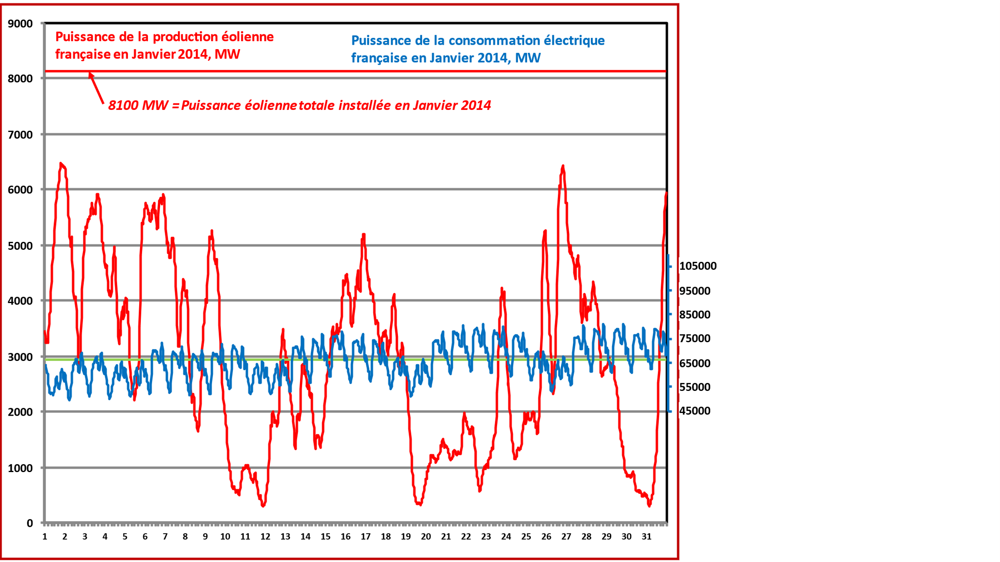 9000
Puissance de la production éolienne
française en Janvier 2014, MW
Puissance de la consommation électrique
française en Janvier 2014, MW
8000
8100 MW = Puissance éolienne totale installée en Janvier 2014
7000
6000
5000
4000
3000
2000
1000
0
105000
95000
85000
75000
65000
55000
45000
1 2 3 4 5 6 7 8 9 10 11 12 13 14 15 16 17 18 19 20 21 22 23 24 25 26 27 28 29 30 31